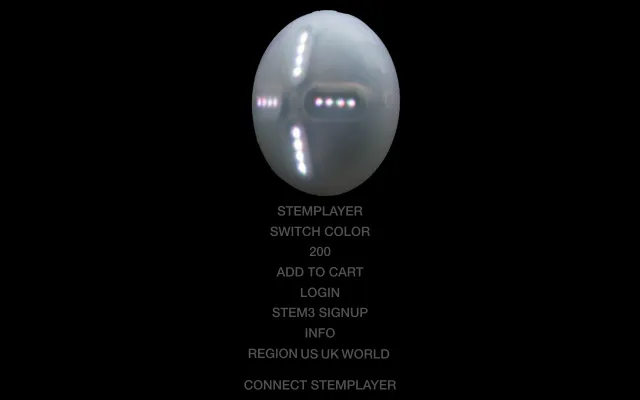 STEMPLAYER
SWITCH COLOR
200
ADD TO CART
LOGIN
STEM3 SIGNUP
INFO
REGION US UK WORLD
CONNECT STEMPLAYER